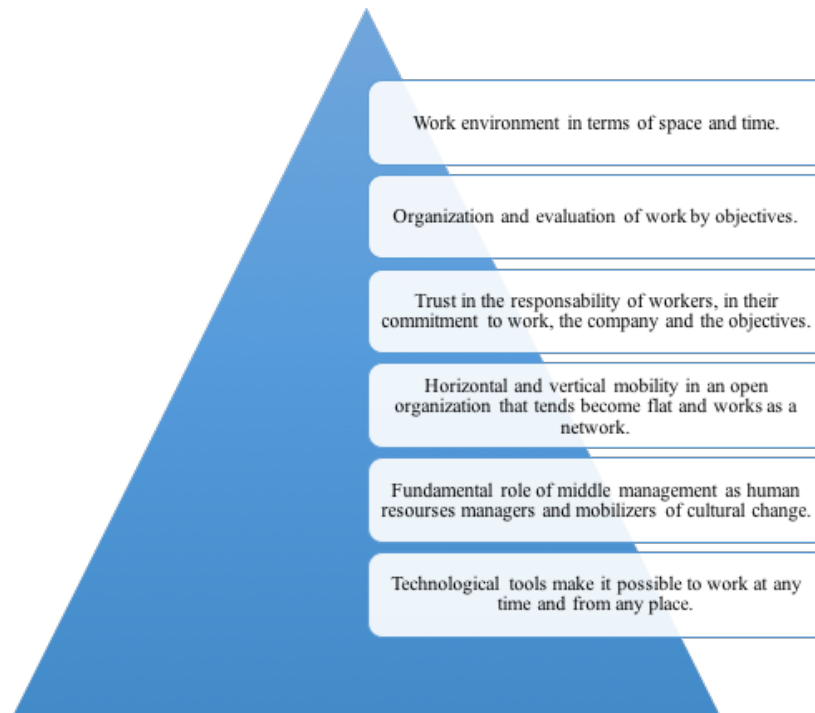 Work environment in terms of space and time.
Organization and evaluation of work by objectives.
Trust in the responsability of workers, in their
commitment to work, the company and the objectives.
Horizontal and vertical mobility in an open
organization that tends become flat and works as a
network.
Fundamental role of middle management as human
resourses managers and mobilizers of cultural change.
Technological tools make it possible to work at any
time and from any place.